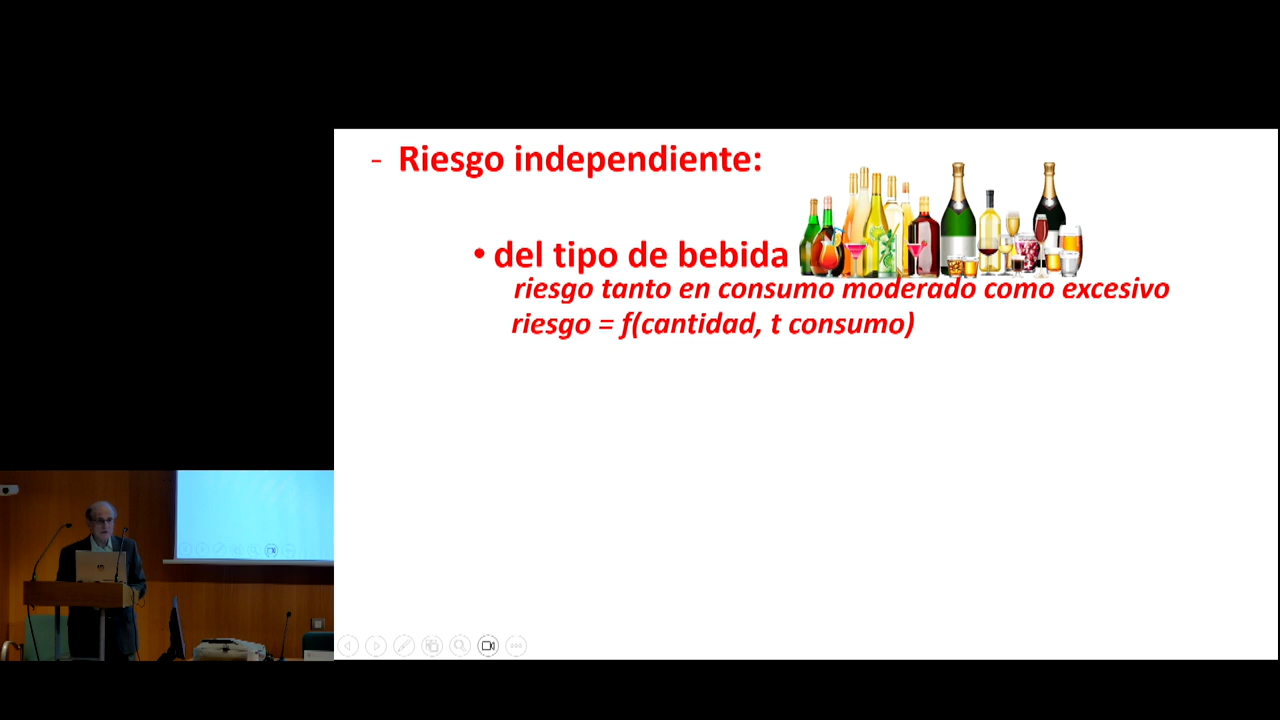 - Riesgo independiente:
• del tipo de bebida
riesgo tanto en consumo moderado como excesivo
riesgo = f(cantidad, t consumo)